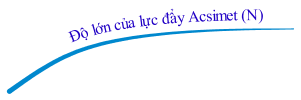 Độ lớn của lực đẩy Acsimet (N)